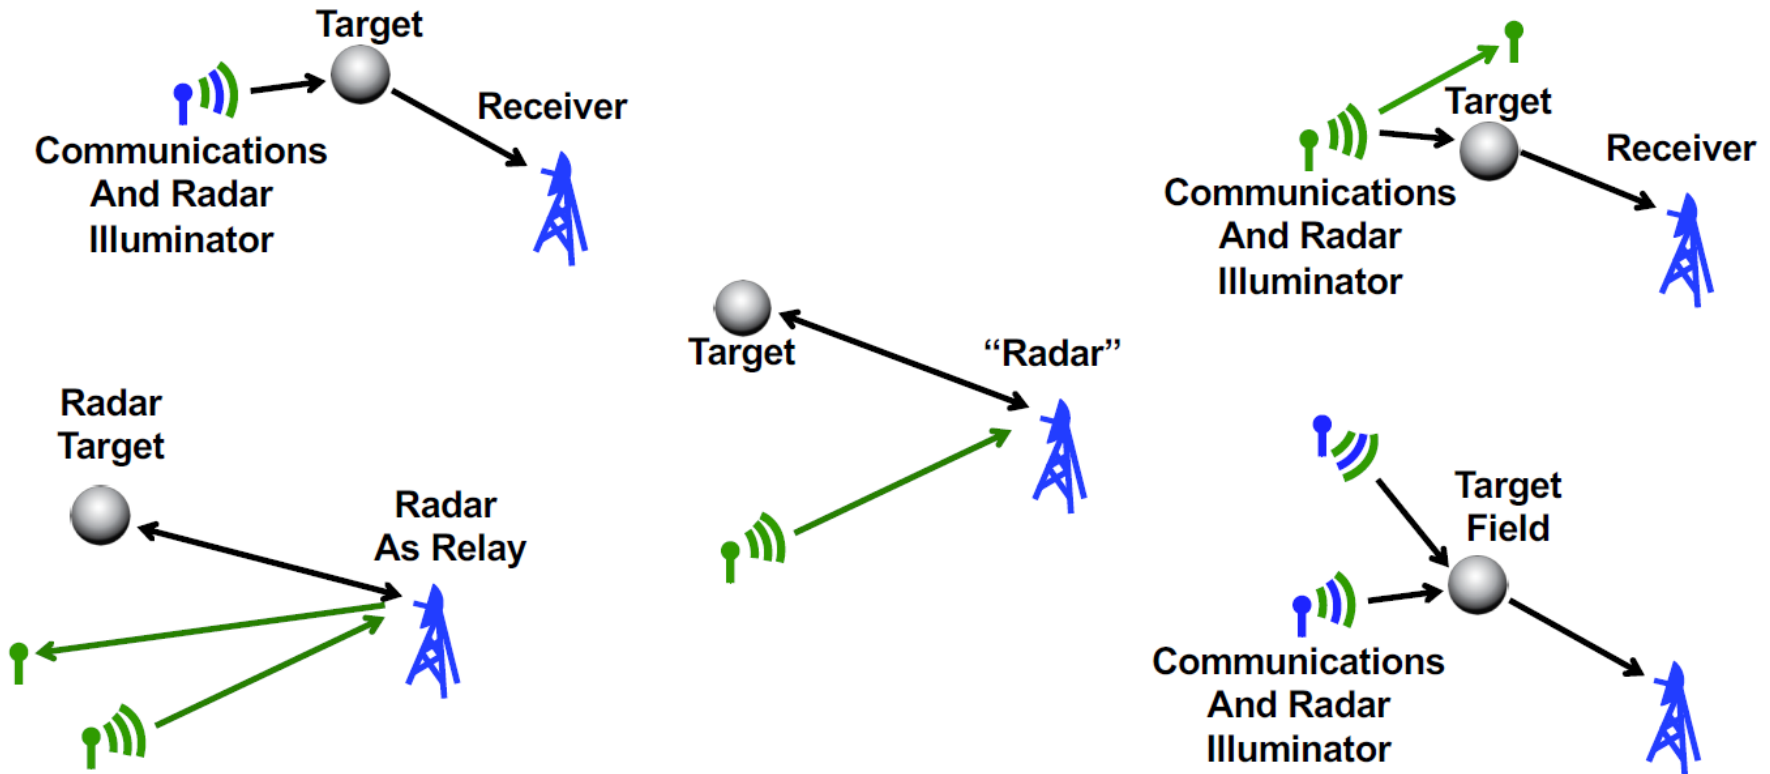 Target
Receiver
Communications
And Radar
Illuminator
Target
Receiver
Communications
And Radar
Illuminator
Target
“Radar”
Radar
Target
Radar
As Relay
Target
Field
Communications
And Radar
Illuminator